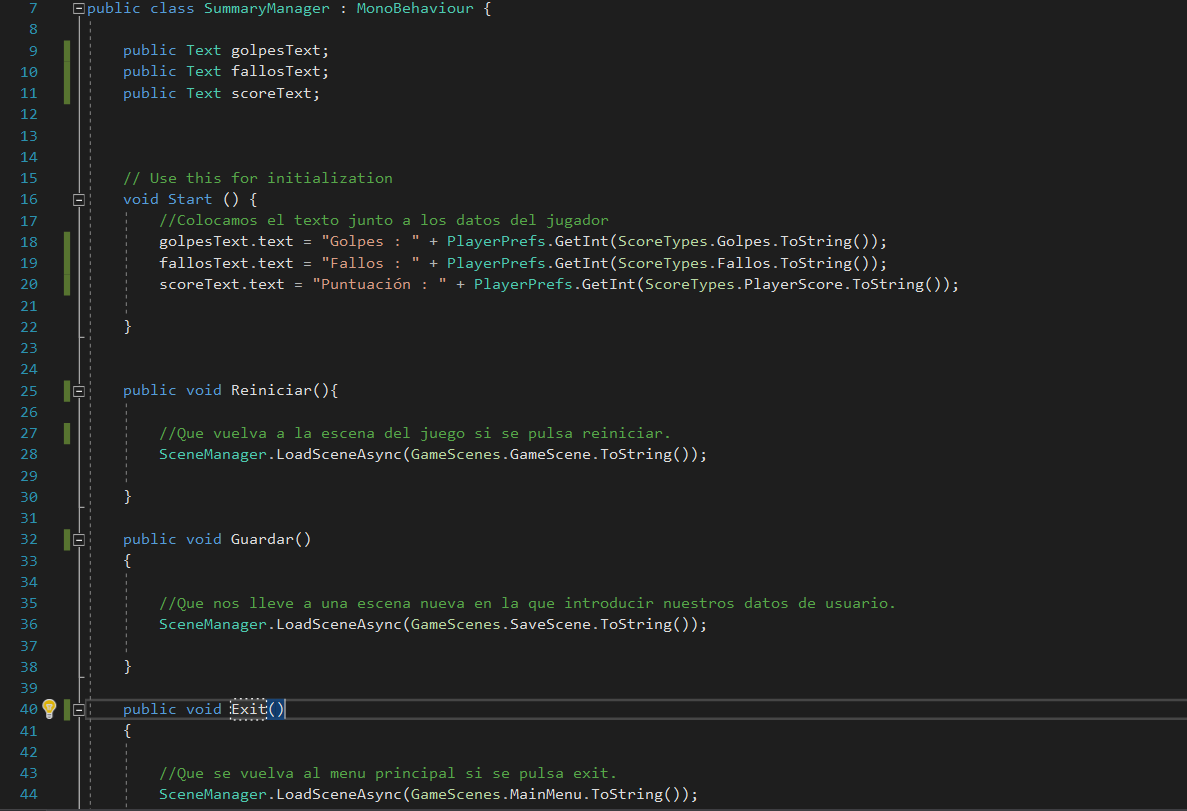 7 public class SummaryManager : MonoBehaviour {
8
9 public Text golpesText;
10 public Text fallosText;
11 public Text scoreText;
12
13
14
15 // Use this for initialization
16 void Start () {
17 //Colocamos el texto junto a los datos del jugador
18 golpesText.text = "Golpes : " + PlayerPrefs.GetInt(ScoreTypes.Golpes.ToString());
19 fallosText.text = "Fallos : " + PlayerPrefs.GetInt(ScoreTypes.Fallos.ToString());
20 scoreText.text = "Puntuación : " + PlayerPrefs.GetInt(ScoreTypes.PlayerScore.ToString());
21
22 }
23
24
25 public void Reiniciar(){
26
27 //Que vuelva a la escena del juego si se pulsa reiniciar.
28 SceneManager.LoadSceneAsync(GameScenes.GameScene.ToString());
29
30 }
31
32 public void Guardar()
33 {
34
35 //Que nos lleve a una escena nueva en la que introducir nuestros datos de usuario.
36 SceneManager.LoadSceneAsync(GameScenes.SaveScene.ToString());
37
38 }
39
40 public void Exit()
41 {
42
43 //Que se vuelva al menu principal si se pulsa exit.
44 SceneManager.LoadSceneAsync(GameScenes.MainMenu.ToString());